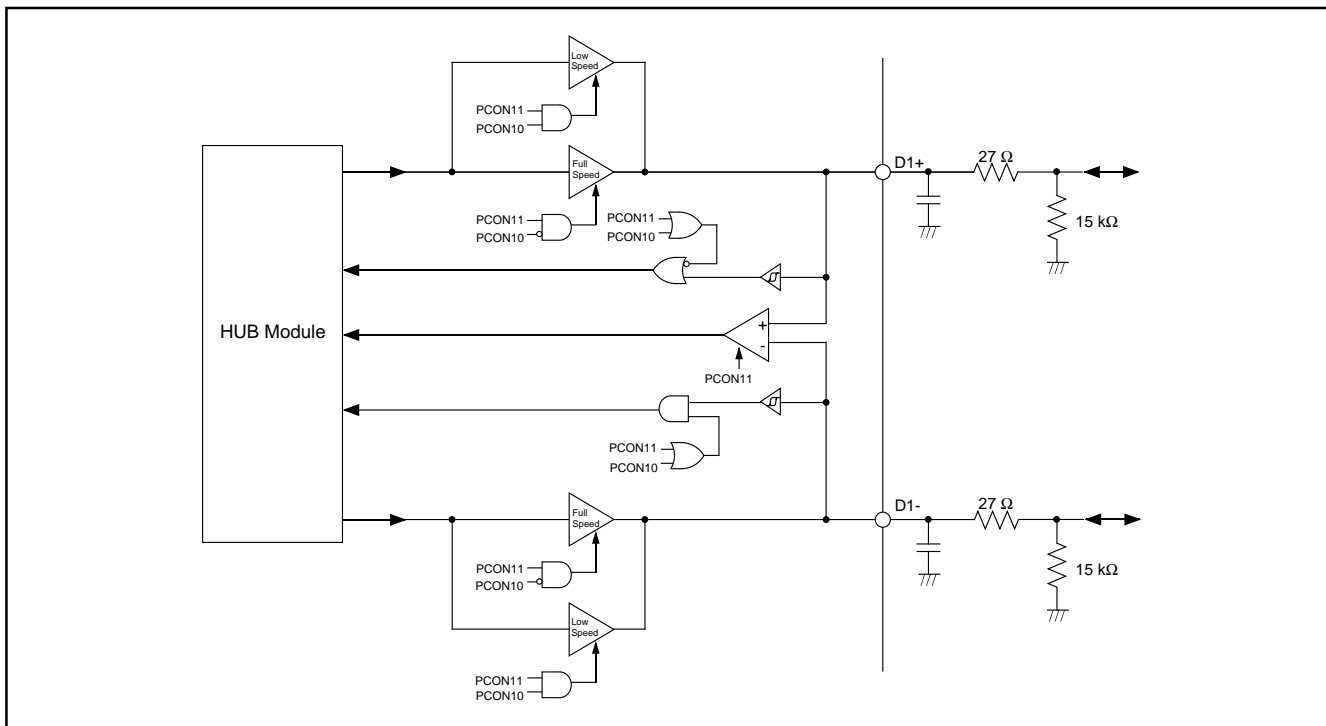 Low
Speed
PCON11
PCON10
Full
Speed
D1+
27 Ω
PCON11
PCON10
PCON11
PCON10
15 kΩ
HUB Module
+
-
PCON11
PCON11
PCON10
Full
Speed
D1-
27 Ω
PCON11
PCON10
15 kΩ
Low
Speed
PCON11
PCON10